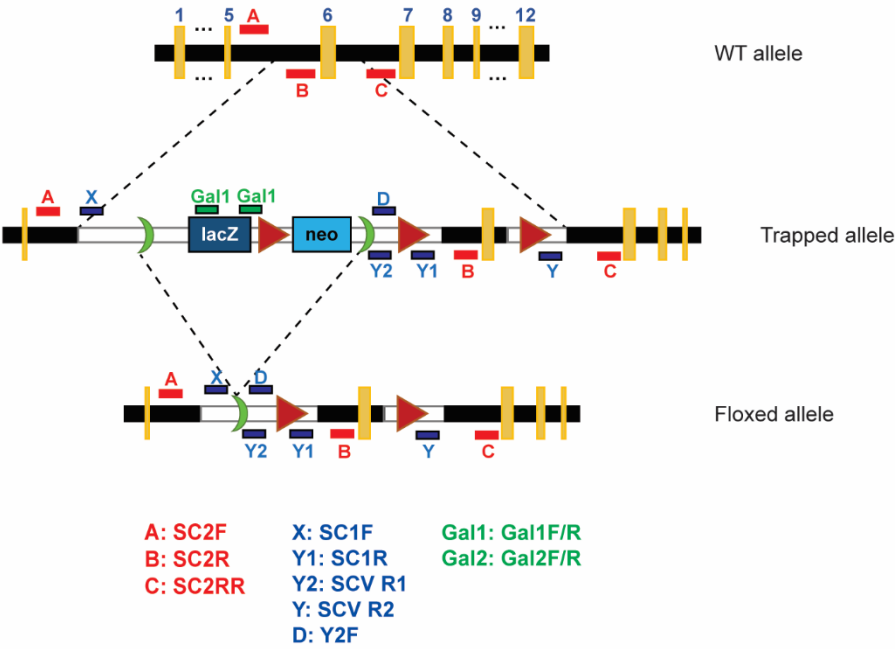 A
1 ... 5 6 7 8 9 ... 12
... ...
B C
WT allele
A X Gal1 Gal1 D
lacZ neo
Y2 Y1 B Y C
Trapped allele
A X D
Y2 Y1 B Y C
Floxed allele
A: SC2F X: SC1F Gal1: Gal1F/R
B: SC2R Y1: SC1R Gal2: Gal2F/R
C: SC2RR Y2: SCV R1
Y: SCV R2
D: Y2F